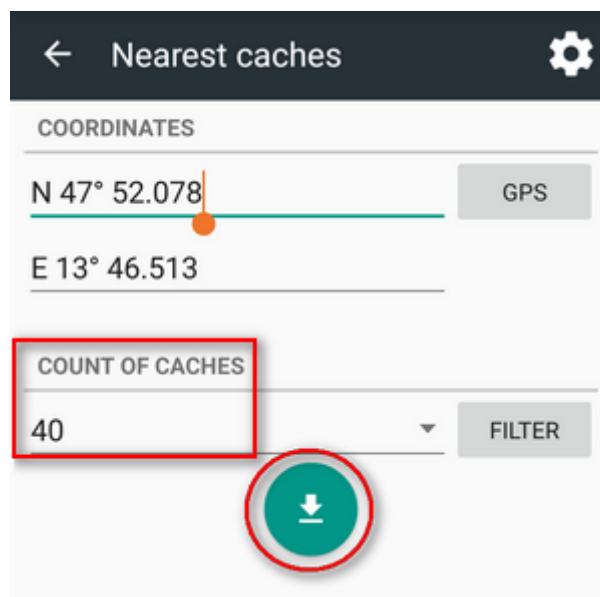 Nearest caches
COORDINATES
N 47° 52.078
GPS
E 13° 46.513
COUNT OF CACHES
40
FILTER